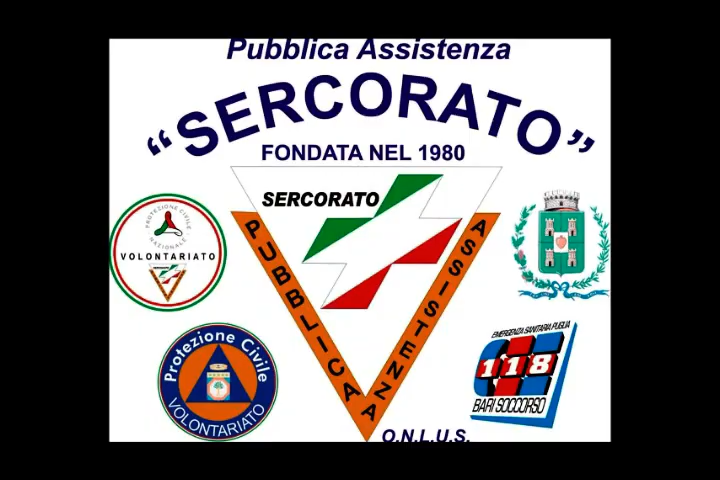 Pubblica Assistenza
“SERCORATO”
FONDATA NEL 1980
SERCORATO
PUBBLICA
ASSISTENZA
O.N.L.U.S.
PROTEZIONE CIVILE
NAZIONALE
VOLONTARIATO
Protezione Civile
VOLONTARIATO
EMERGENZA SANITARIA PUGLIA
118
BARI SOCCORSO